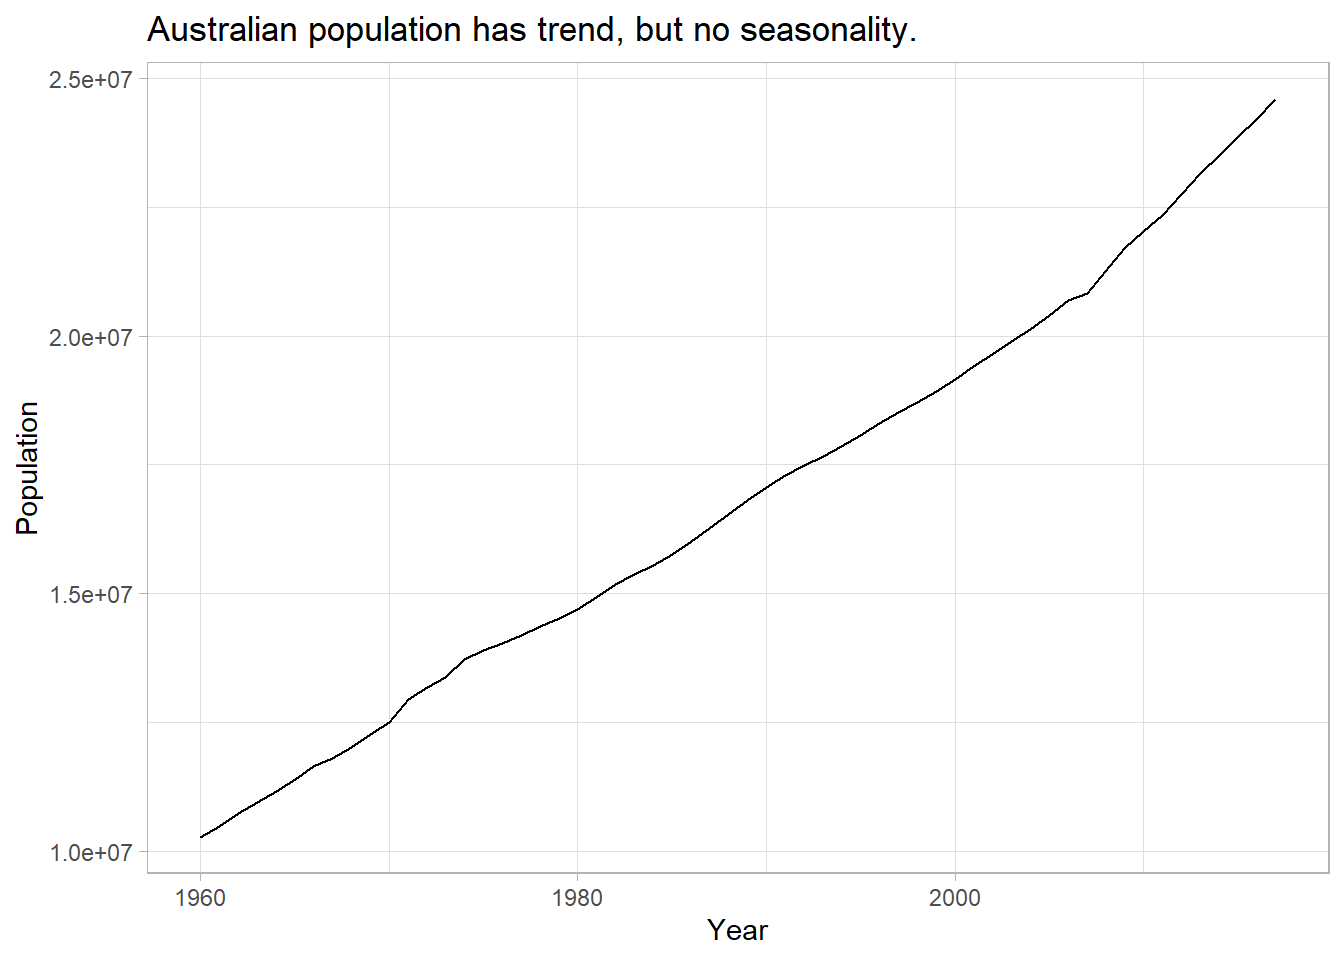 Australian population has trend, but no seasonality.
2.5e+07
2.0e+07
1.5e+07
1.0e+07
Population
1960
1980
2000
Year